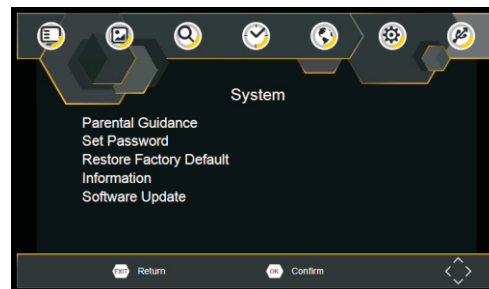 System
Parental Guidance
Set Password
Restore Factory Default
Information
Software Update
EXIT Return OK Confirm